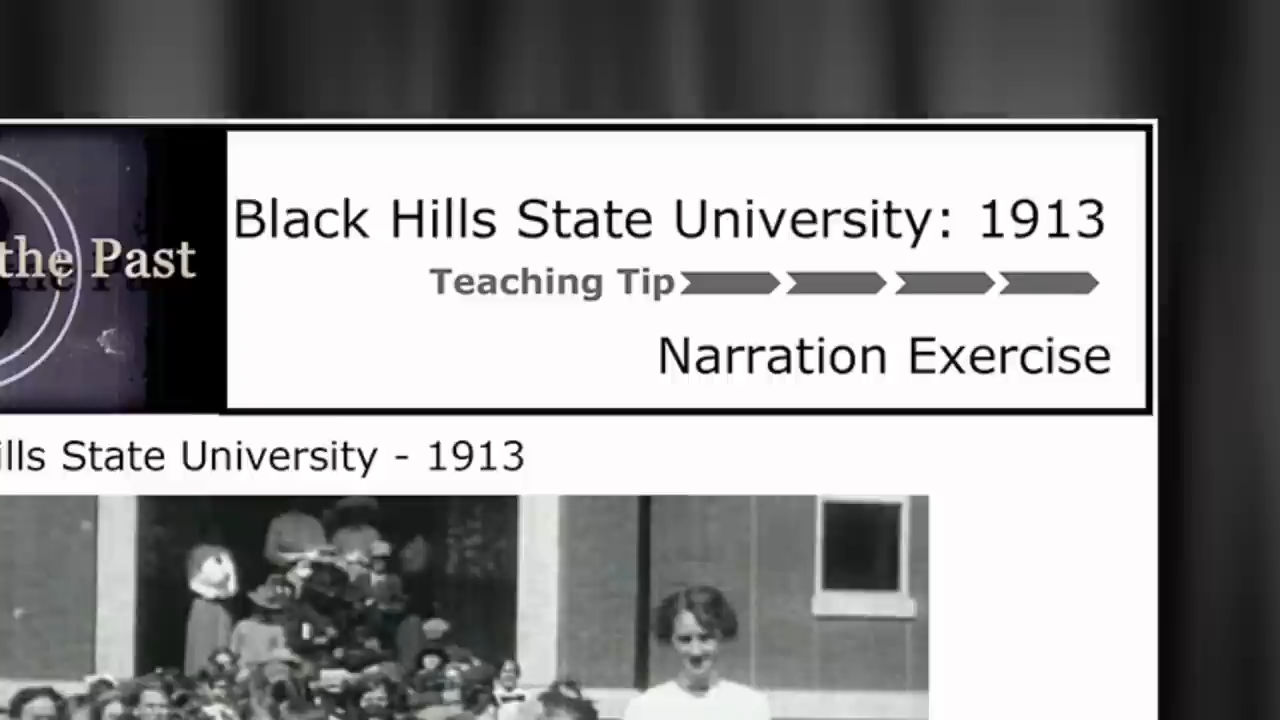 the Past
Black Hills State University: 1913
Teaching Tip
Narration Exercise
ills State University - 1913